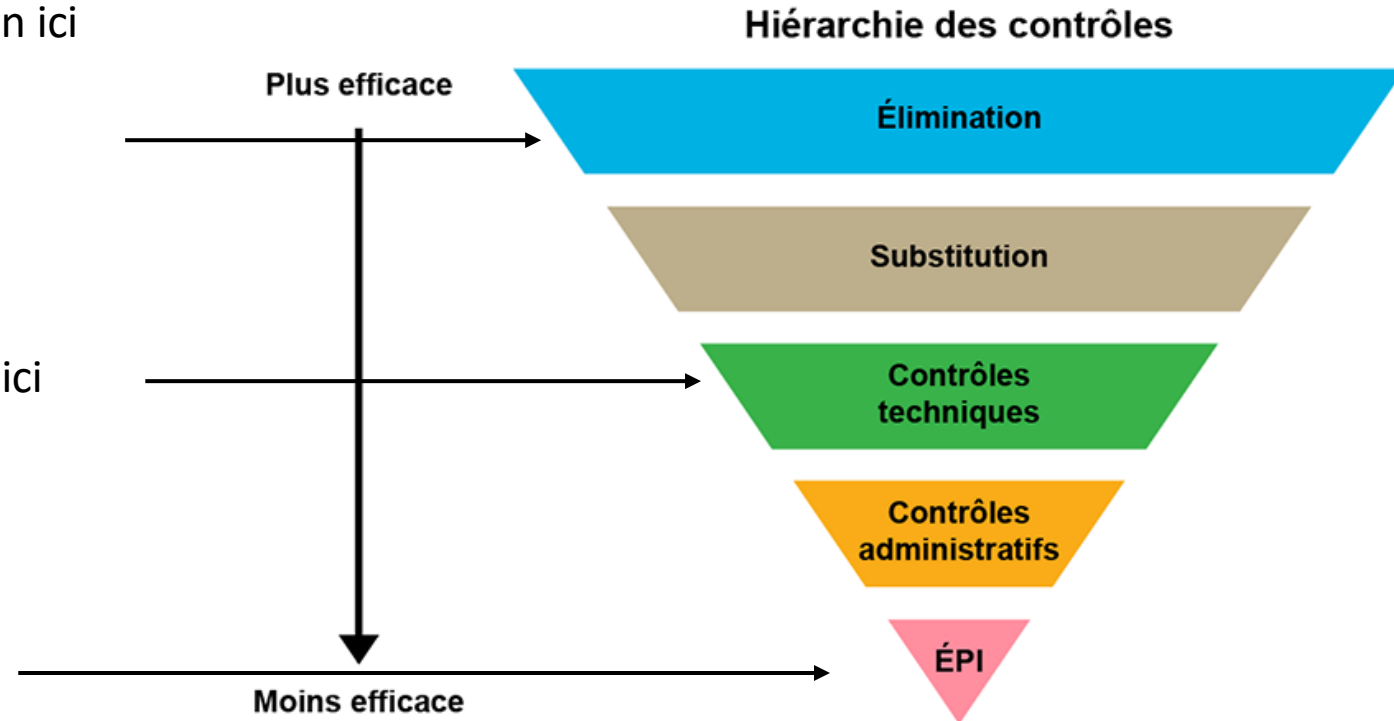 n ici
Hiérarchie des contrôles
Plus efficace
Élimination
Substitution
ici
Contrôles
techniques
Contrôles
administratifs
ÉPI
Moins efficace